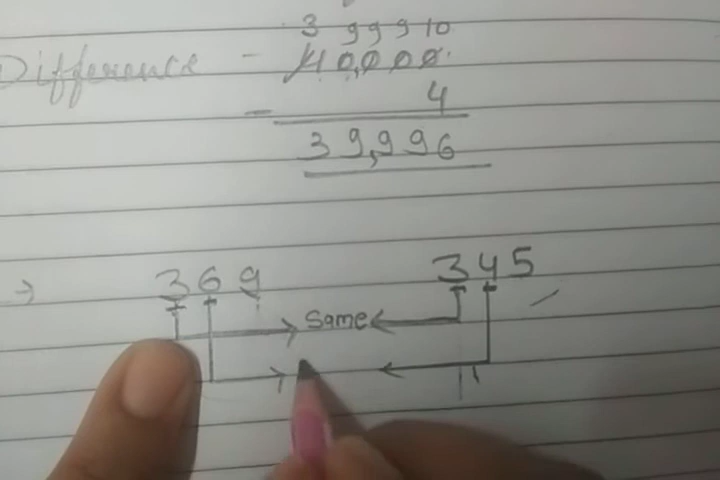 3 9 9 9 10
Difference - 40,000
- 4
39,996
→ 369 345
Same